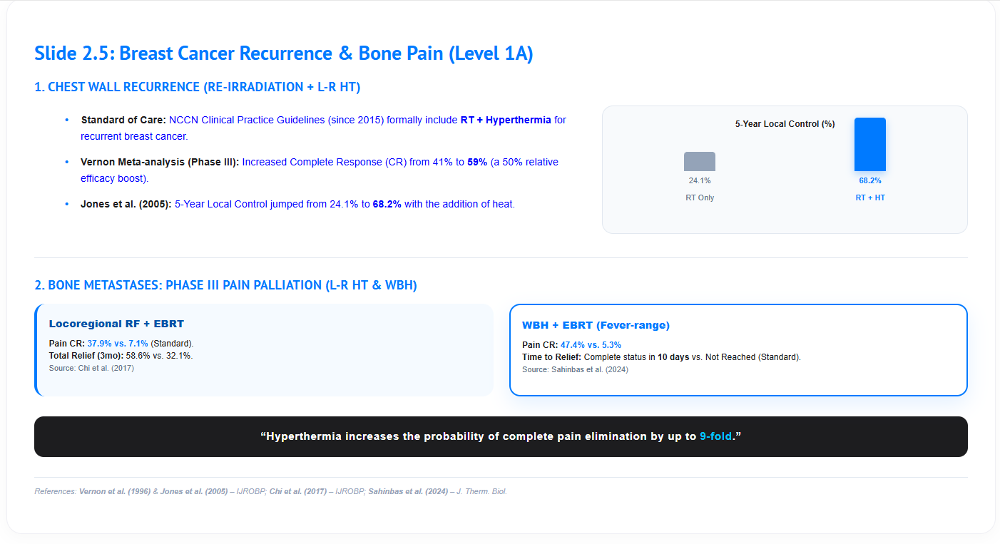 Slide 2.5: Breast Cancer Recurrence & Bone Pain (Level 1A)
1. CHEST WALL RECURRENCE (RE-IRRADIATION + L-R HT)
• Standard of Care: NCCN Clinical Practice Guidelines (since 2015) formally include RT + Hyperthermia for
recurrent breast cancer.
• Vernon Meta-analysis (Phase III): Increased Complete Response (CR) from 41% to 59% (a 50% relative
efficacy boost).
• Jones et al. (2005): 5-Year Local Control jumped from 24.1% to 68.2% with the addition of heat.
5-Year Local Control (%)
24.1%
RT Only
68.2%
RT + HT
2. BONE METASTASES: PHASE III PAIN PALLIATION (L-R HT & WBH)
Locoregional RF + EBRT
Pain CR: 37.9% vs. 7.1% (Standard).
Total Relief (3mo): 58.6% vs. 32.1%.
Source: Chi et al. (2017)
WBH + EBRT (Fever-range)
Pain CR: 47.4% vs. 5.3%
Time to Relief: Complete status in 10 days vs. Not Reached (Standard).
Source: Sahinbas et al. (2024)
“Hyperthermia increases the probability of complete pain elimination by up to 9-fold.”
References: Vernon et al. (1996) & Jones et al. (2005) – IJROBP; Chi et al. (2017) – IJROBP; Sahinbas et al. (2024) – J. Therm. Biol.